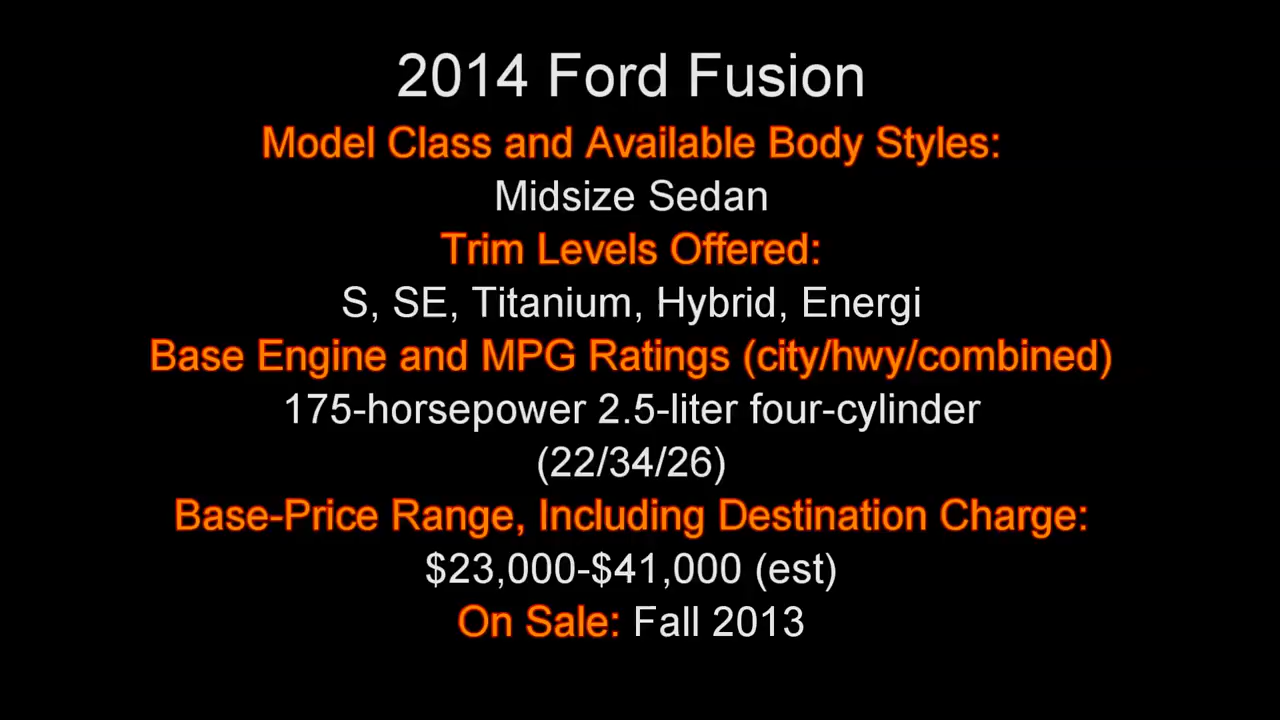 2014 Ford Fusion
Model Class and Available Body Styles:
Midsize Sedan
Trim Levels Offered:
S, SE, Titanium, Hybrid, Energi
Base Engine and MPG Ratings (city/hwy/combined)
175-horsepower 2.5-liter four-cylinder
(22/34/26)
Base-Price Range, Including Destination Charge:
$23,000-$41,000 (est)
On Sale: Fall 2013